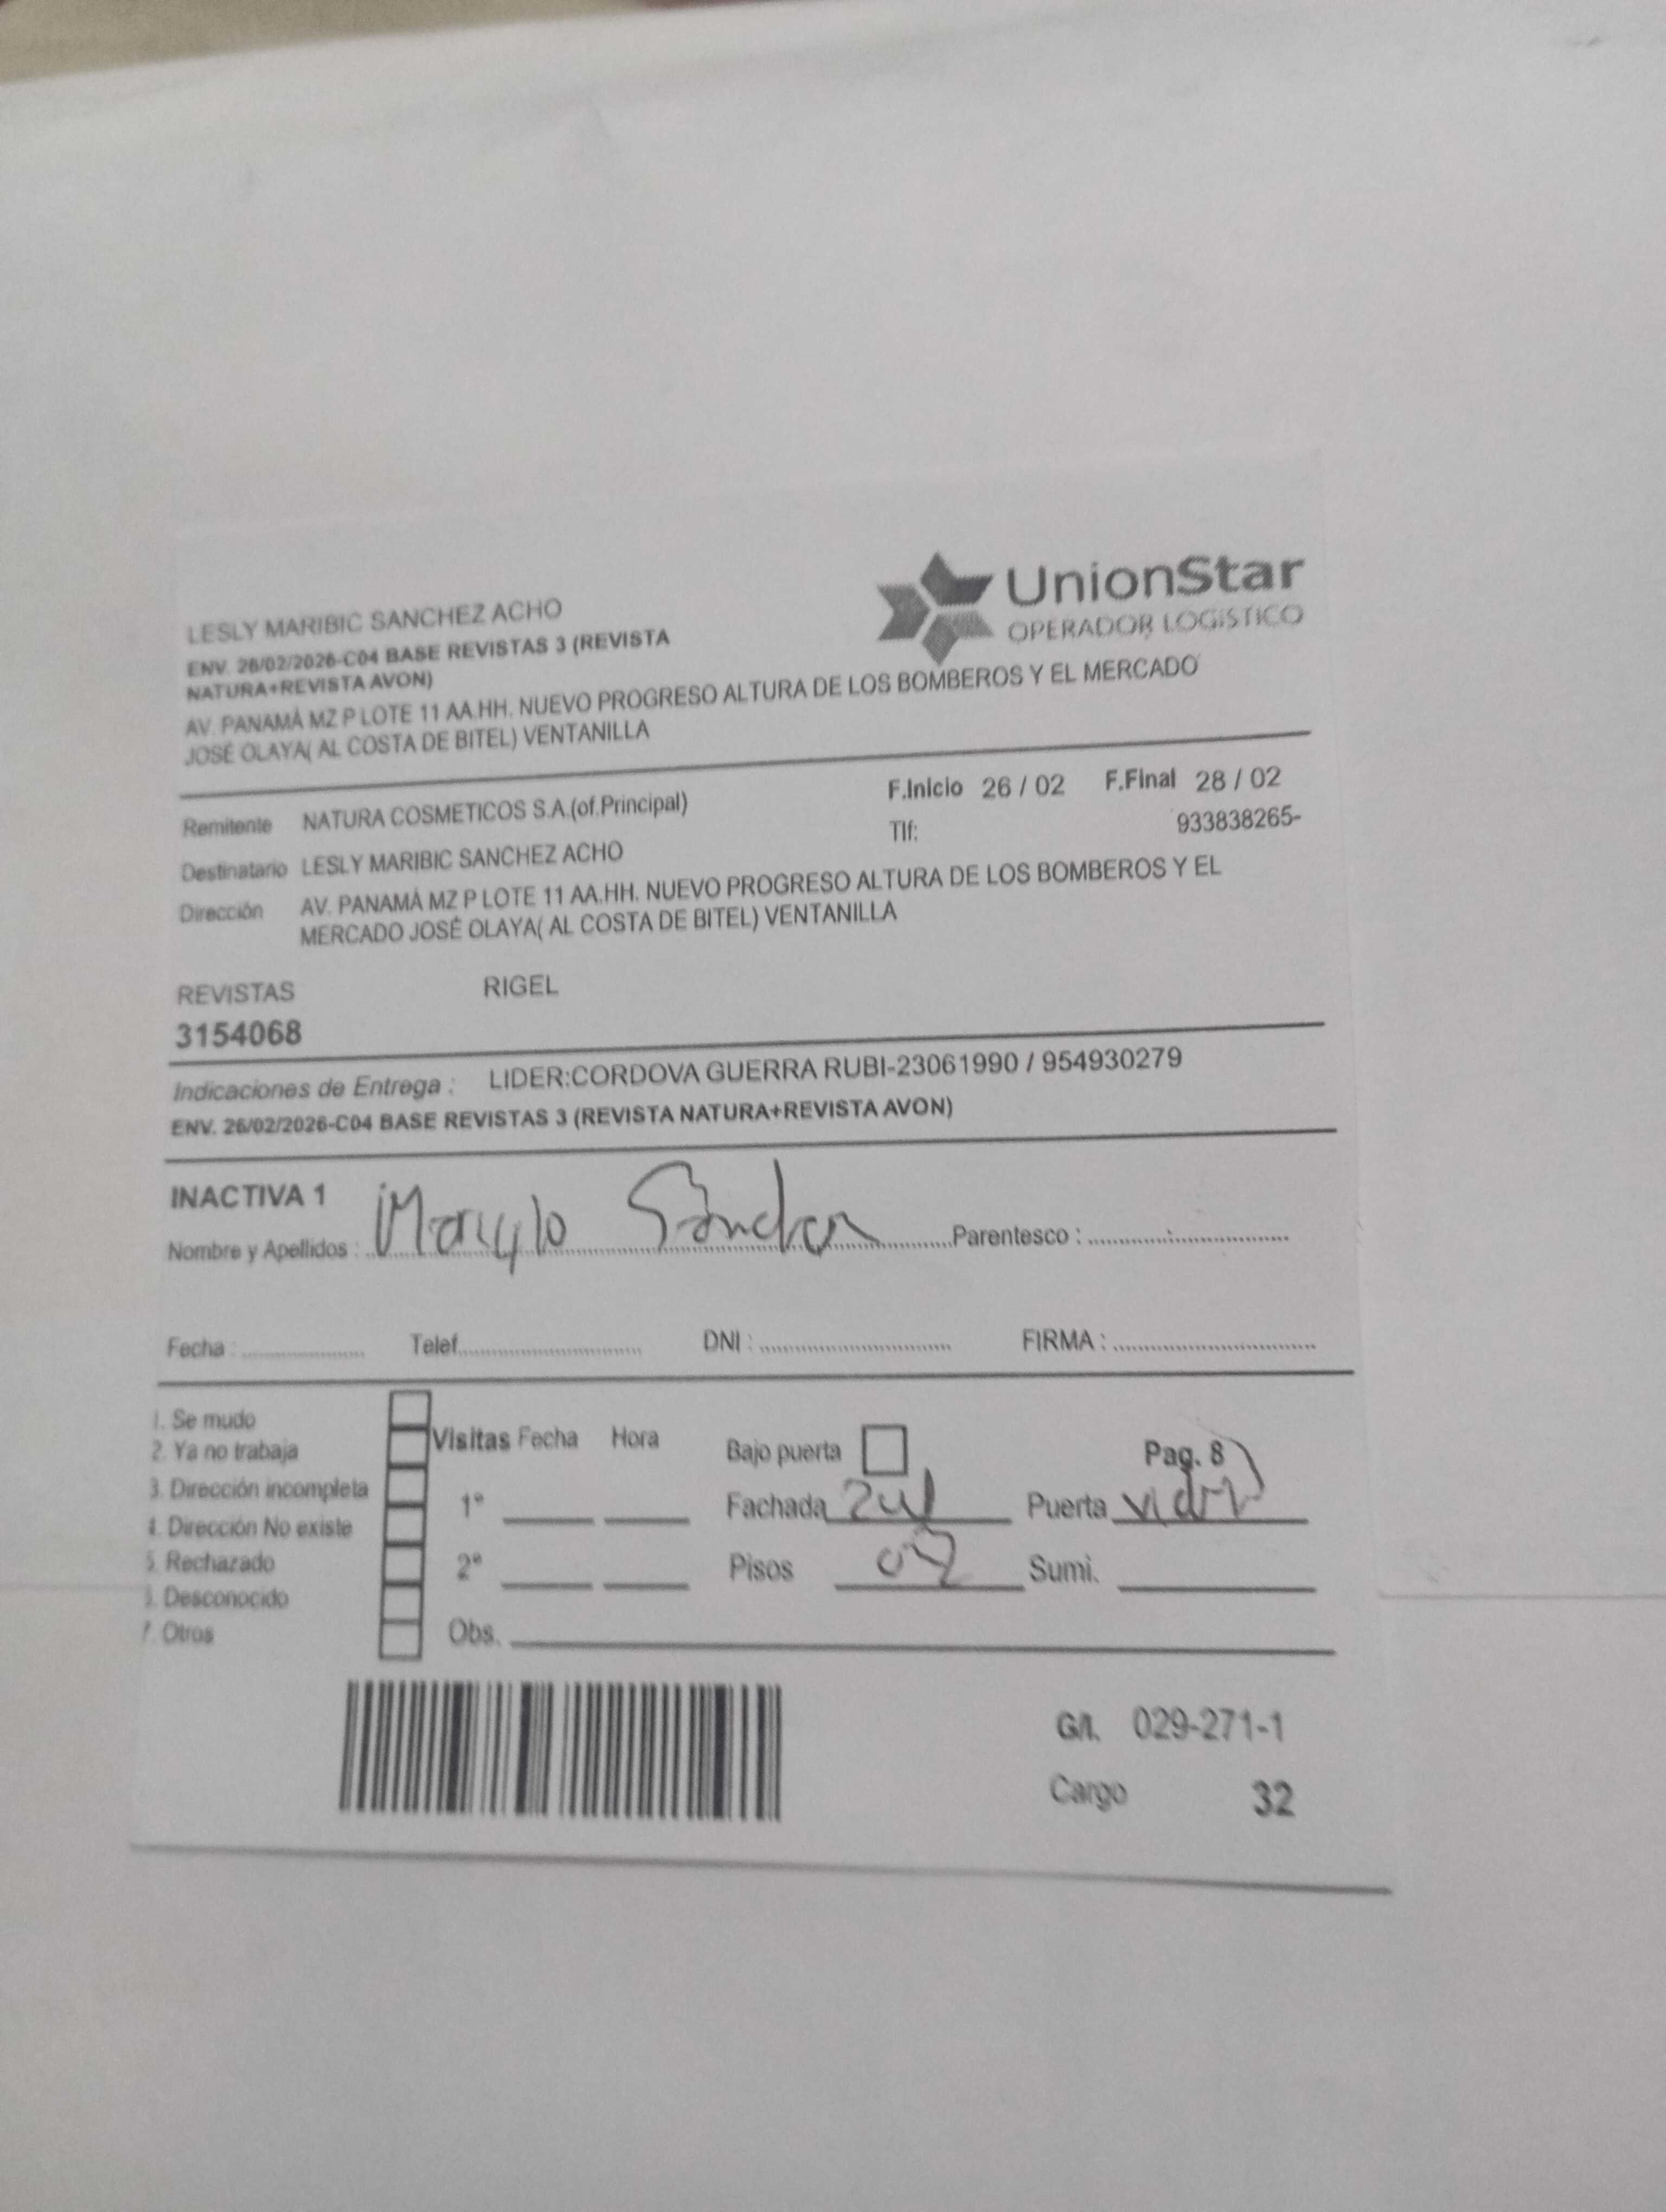 UnionStar
OPERADOR LOGÍSTICO
LESLY MARIBIC SANCHEZ ACHO
ENV. 26/02/2026-C04 BASE REVISTAS 3 (REVISTA
NATURA+REVISTA AVON)
AV. PANAMÁ MZ P LOTE 11 AA.HH. NUEVO PROGRESO ALTURA DE LOS BOMBEROS Y EL MERCADO
JOSÉ OLAYA( AL COSTA DE BITEL) VENTANILLA
Remitente NATURA COSMETICOS S.A.(of.Principal) F.Inicio 26 / 02 F.Final 28 / 02
Tlf: 933838265-
Destinatario LESLY MARIBIC SANCHEZ ACHO
Dirección AV. PANAMÁ MZ P LOTE 11 AA.HH. NUEVO PROGRESO ALTURA DE LOS BOMBEROS Y EL
MERCADO JOSÉ OLAYA( AL COSTA DE BITEL) VENTANILLA
REVISTAS RIGEL
3154068
Indicaciones de Entrega : LIDER:CORDOVA GUERRA RUBI-23061990 / 954930279
ENV. 26/02/2026-C04 BASE REVISTAS 3 (REVISTA NATURA+REVISTA AVON)
INACTIVA 1
Nombre y Apellidos : Sanchez Parentesco :
Fecha : Telef. DNI : FIRMA :
1. Se mudo
2. Ya no trabaja
3. Dirección incompleta
4. Dirección No existe
5. Rechazado
6. Desconocido
7. Otros
Visitas Fecha Hora
1º
2º
Obs.
Bajo puerta Pag. 8
Fachada Puerta
Pisos 02 Sumi.
G/I. 029-271-1
Cargo 32